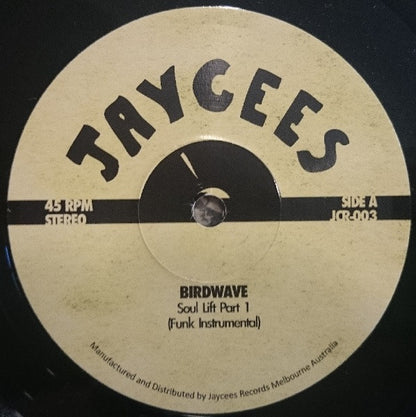 JAYCEES
45 RPM
STEREO
SIDE A
JCR-003
BIRDWAVE
Soul Lift Part 1
(Funk Instrumental)
Manufactured and Distributed by Jaycees Records Melbourne Australia